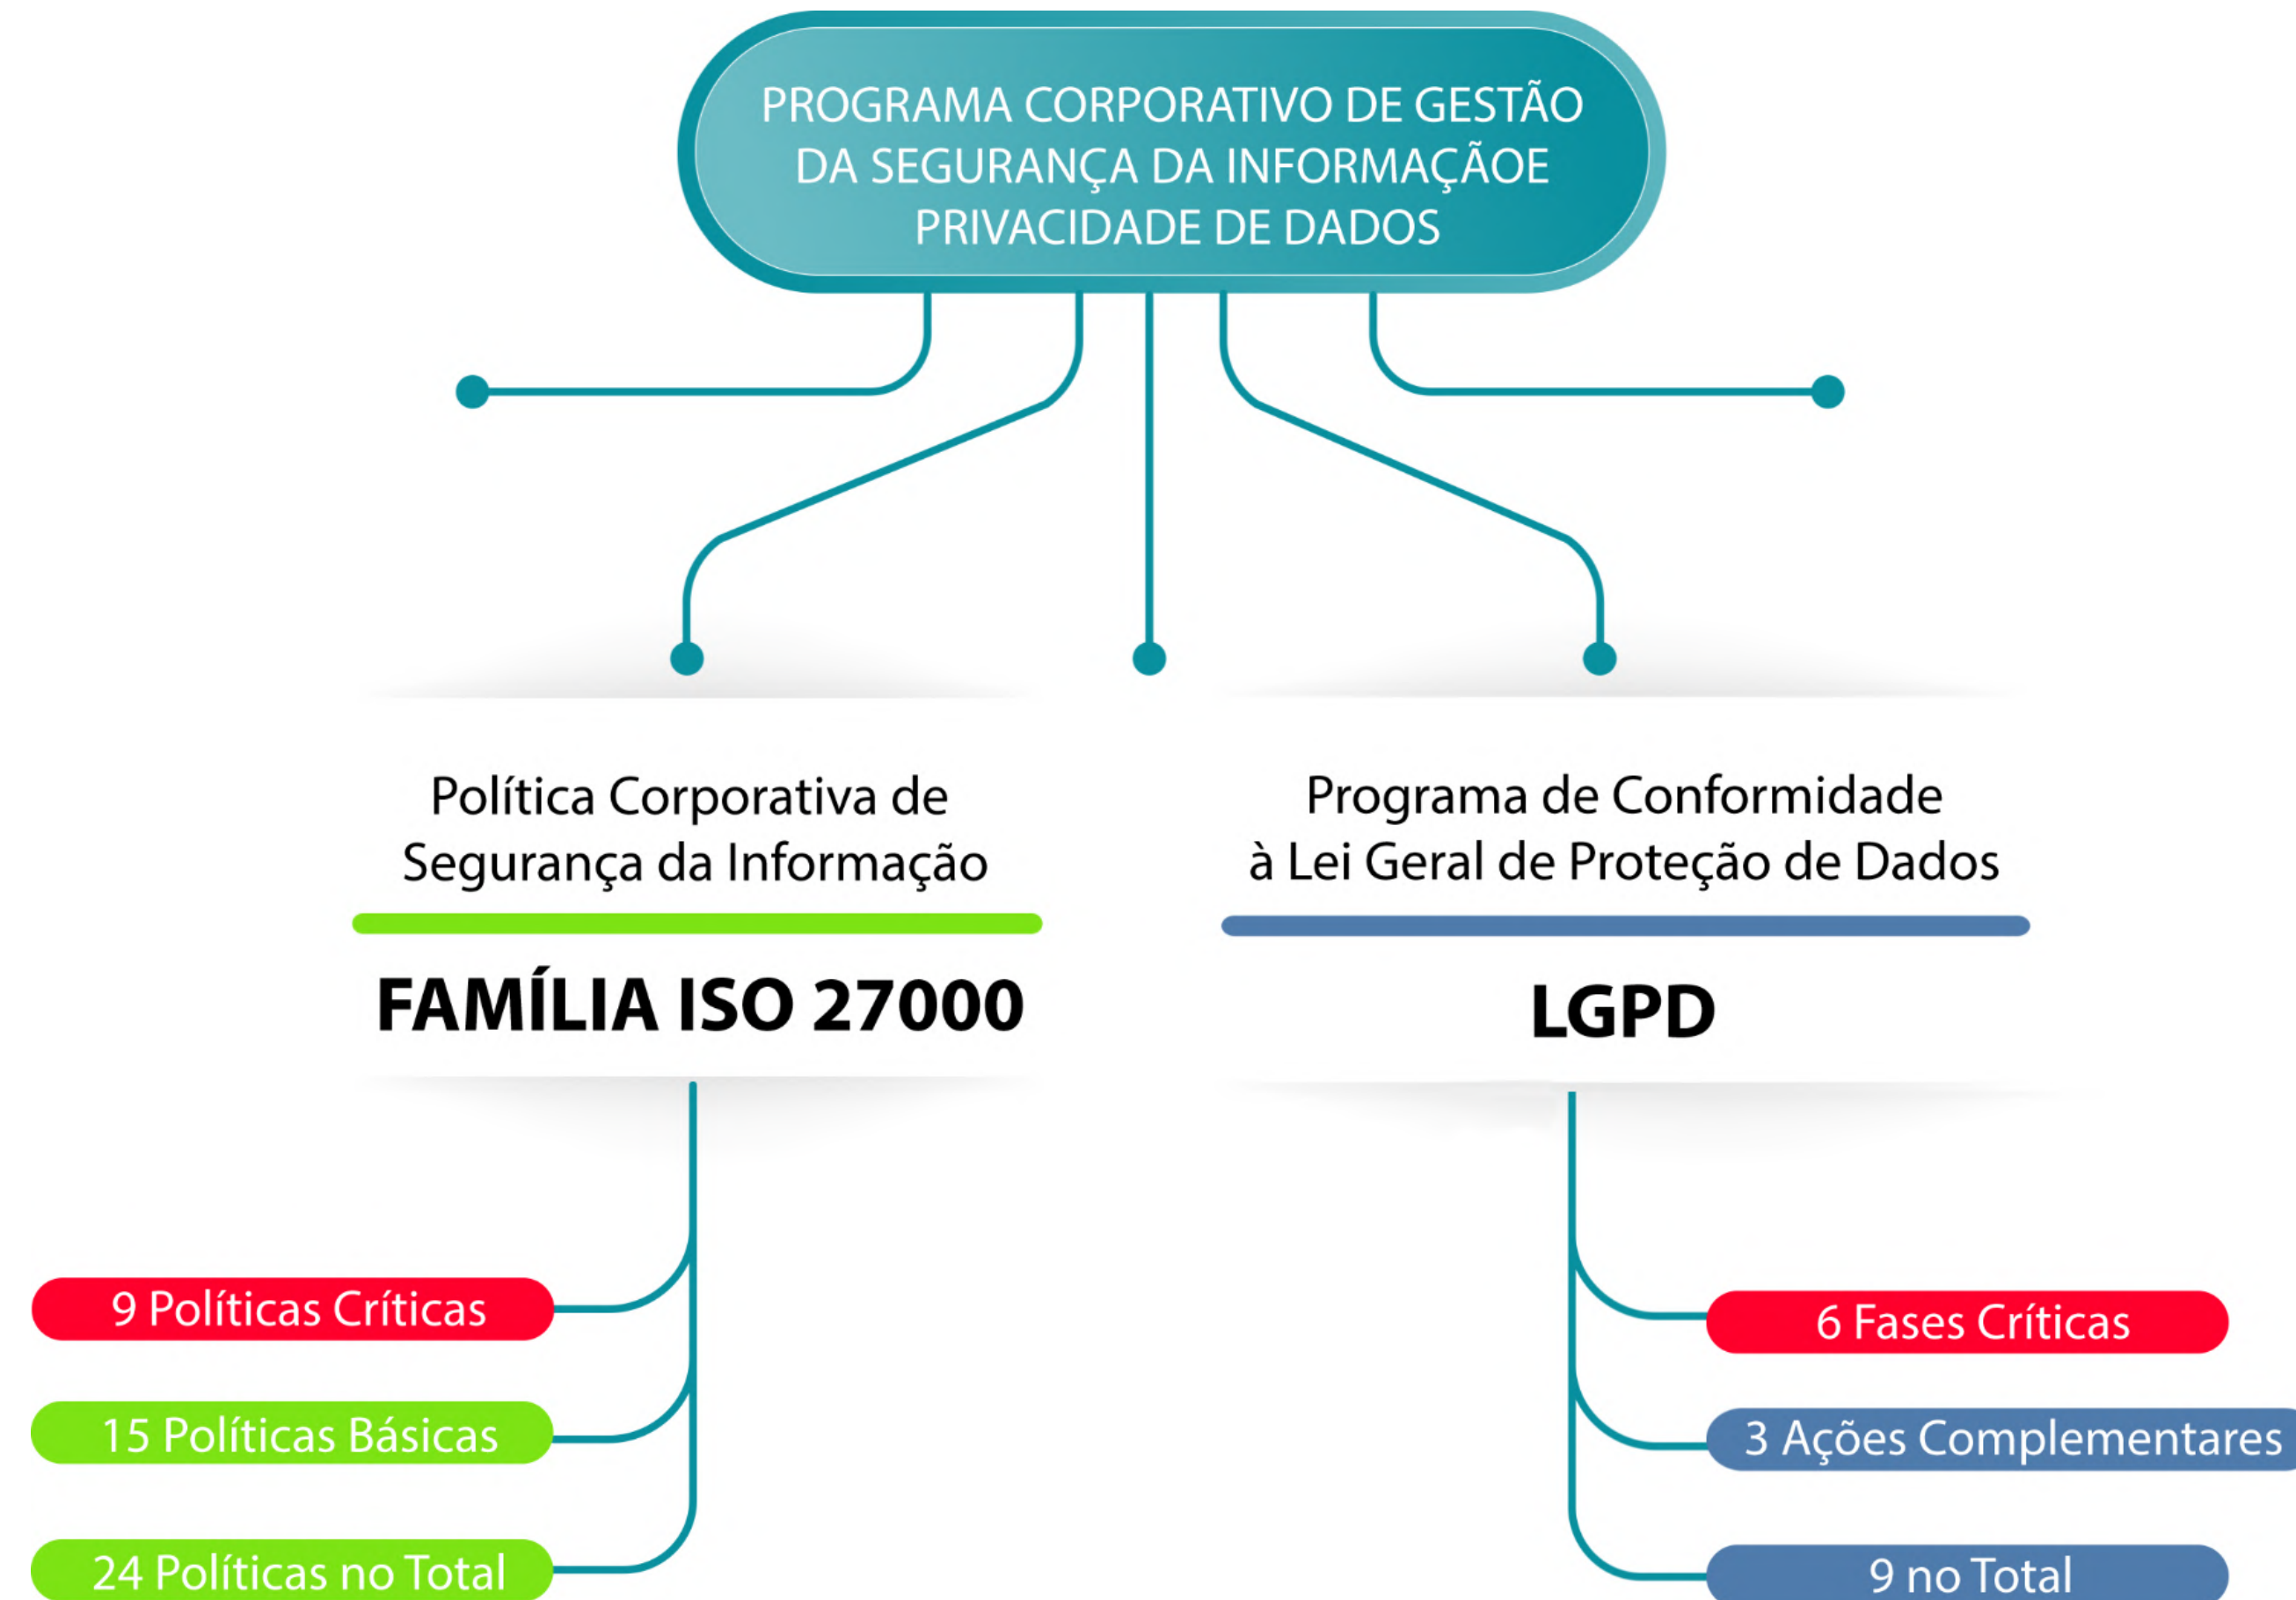 PROGRAMA CORPORATIVO DE GESTÃO
DA SEGURANÇA DA INFORMAÇÃOE
PRIVACIDADE DE DADOS
Política Corporativa de
Segurança da Informação
FAMÍLIA ISO 27000
9 Políticas Críticas
15 Políticas Básicas
24 Políticas no Total
Programa de Conformidade
à Lei Geral de Proteção de Dados
LGPD
6 Fases Críticas
3 Ações Complementares
9 no Total